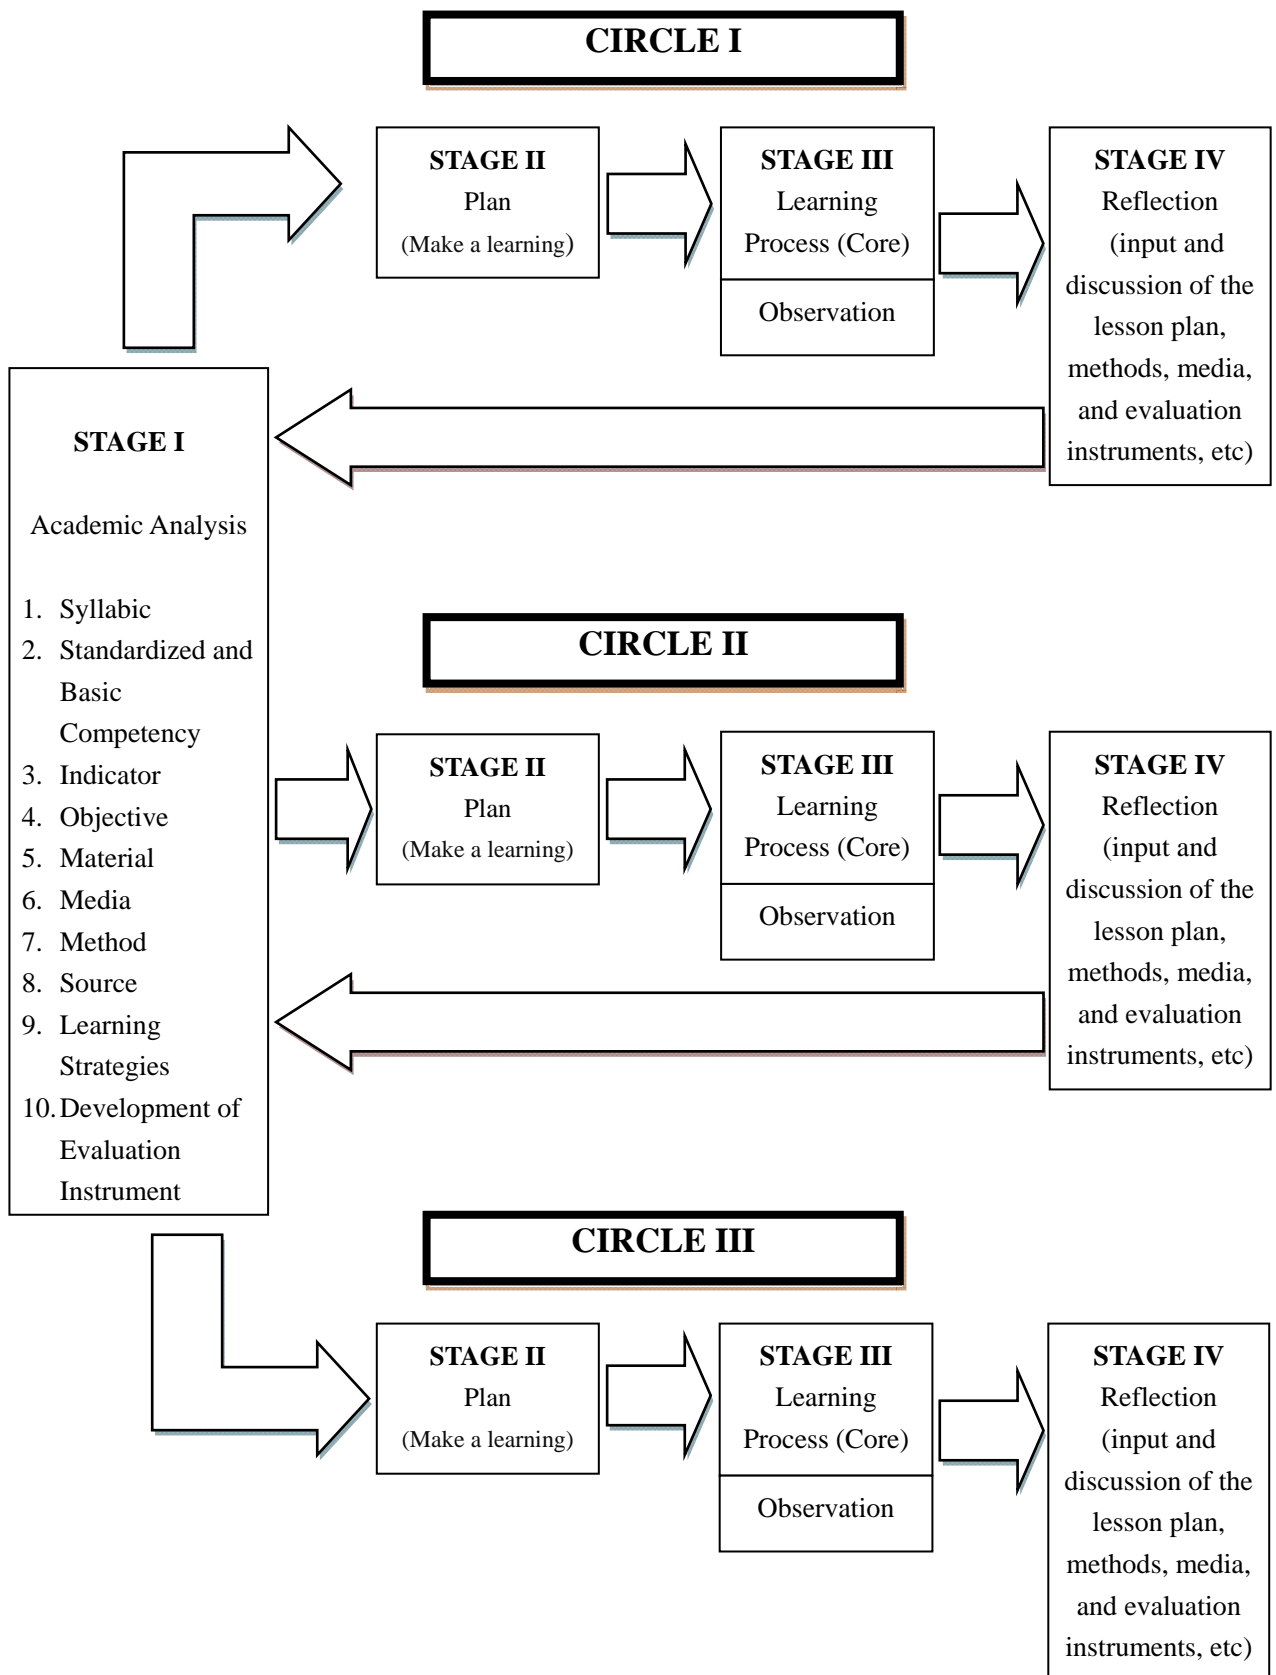 CIRCLE I
STAGE II
Plan
(Make a learning)
STAGE III
Learning
Process (Core)
Observation
STAGE IV
Reflection
(input and
discussion of the
lesson plan,
methods, media,
and evaluation
instruments, etc)
STAGE I
Academic Analysis
1. Syllabic
2. Standardized and
Basic
Competency
3. Indicator
4. Objective
5. Material
6. Media
7. Method
8. Source
9. Learning
Strategies
10. Development of
Evaluation
Instrument
CIRCLE II
STAGE II
Plan
(Make a learning)
STAGE III
Learning
Process (Core)
Observation
STAGE IV
Reflection
(input and
discussion of the
lesson plan,
methods, media,
and evaluation
instruments, etc)
CIRCLE III
STAGE II
Plan
(Make a learning)
STAGE III
Learning
Process (Core)
Observation
STAGE IV
Reflection
(input and
discussion of the
lesson plan,
methods, media,
and evaluation
instruments, etc)